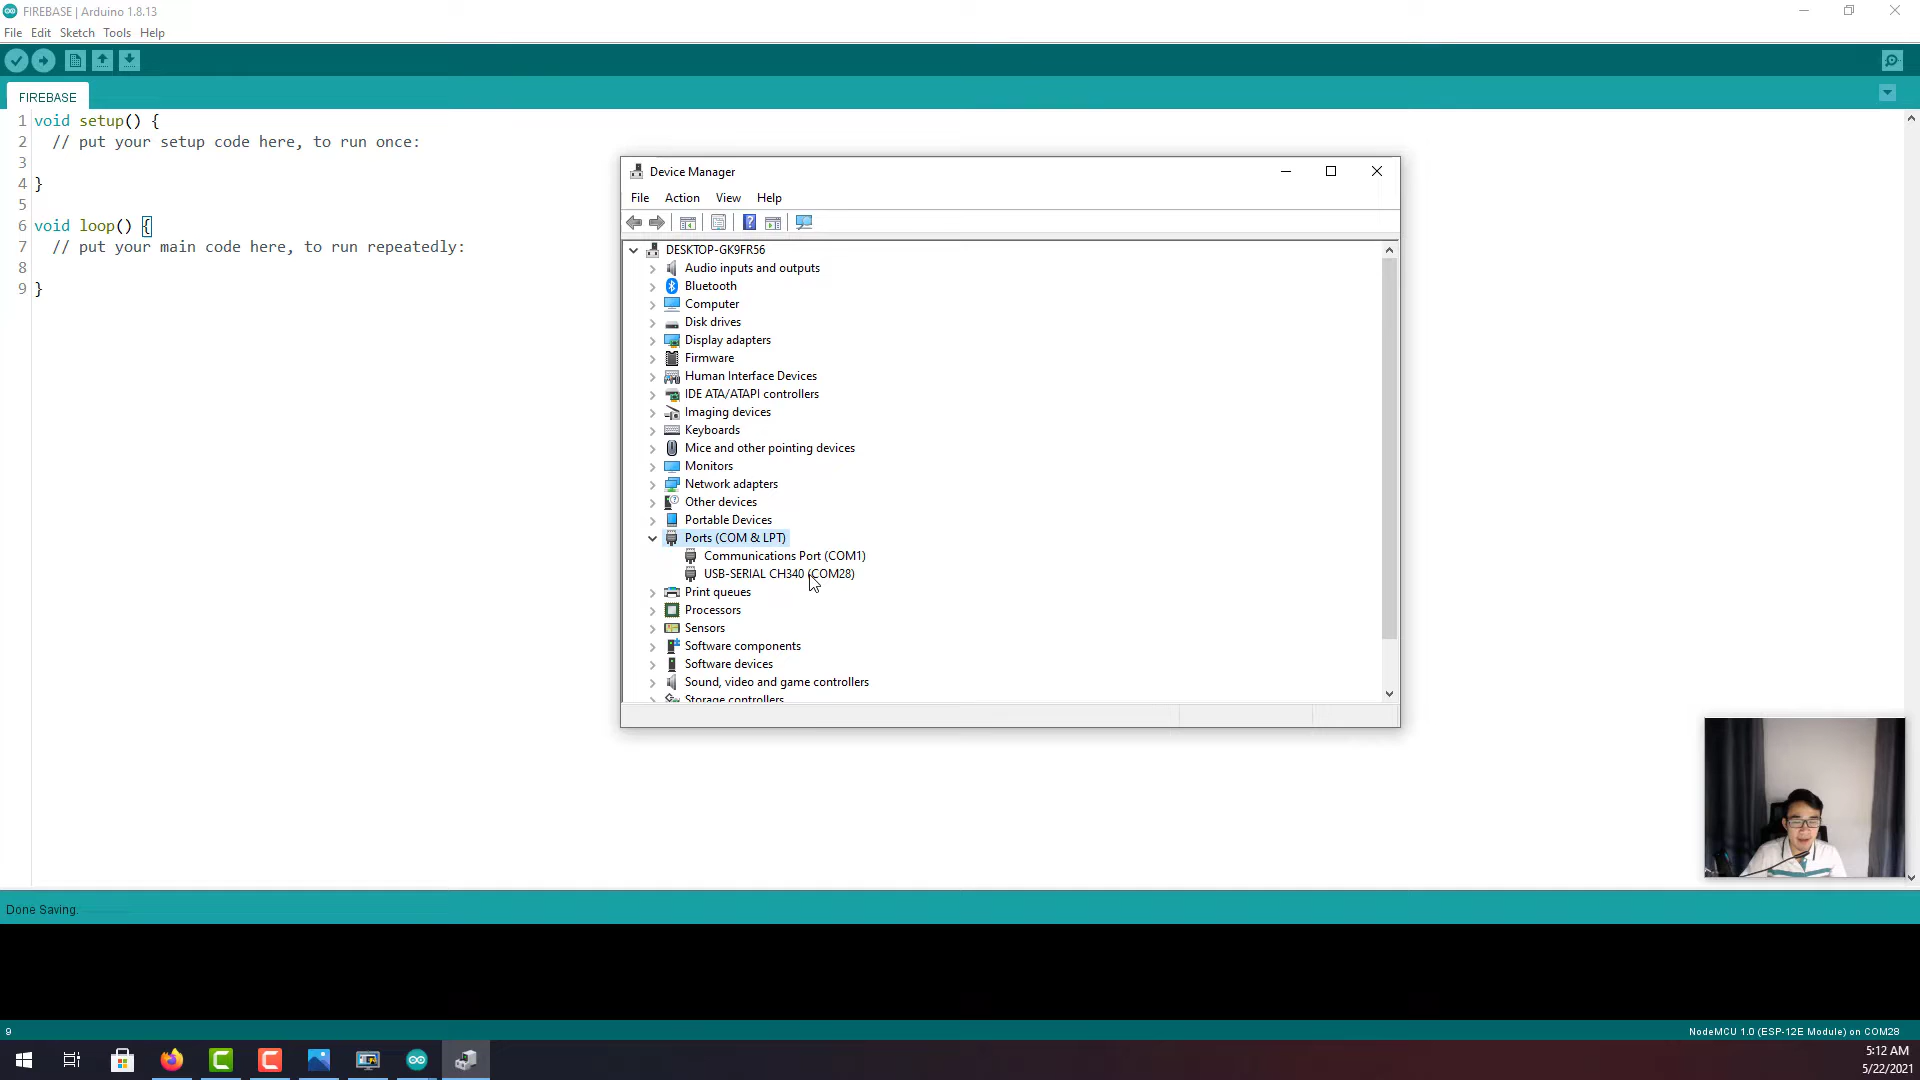 FIREBASE | Arduino 1.8.13
File Edit Sketch Tools Help
FIREBASE
1 void setup() {
2 // put your setup code here, to run once:
3
4 }
5
6 void loop() {
7 // put your main code here, to run repeatedly:
8
9 }
Device Manager
File Action View Help
DESKTOP-GK9FR56
Audio inputs and outputs
Bluetooth
Computer
Disk drives
Display adapters
Firmware
Human Interface Devices
IDE ATA/ATAPI controllers
Imaging devices
Keyboards
Mice and other pointing devices
Monitors
Network adapters
Other devices
Portable Devices
Ports (COM & LPT)
Communications Port (COM1)
USB-SERIAL CH340 (COM28)
Print queues
Processors
Sensors
Software components
Software devices
Sound, video and game controllers
Storage controllers
Done Saving.
9
NodeMCU 1.0 (ESP-12E Module) on COM28
5:12 AM
5/22/2021